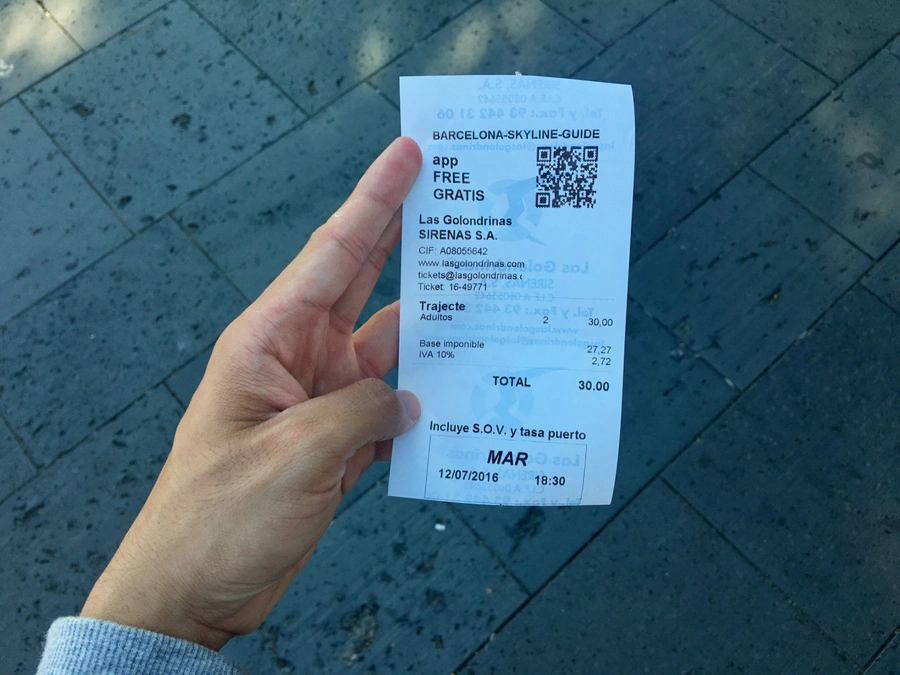 BARCELONA-SKYLINE-GUIDE
app
FREE
GRATIS
Las Golondrinas
SIRENAS S.A.
CIF: A08055642
www.lasgolondrinas.com
tickets@lasgolondrinas.c
Ticket: 16-49771
Trajecte
Adultos 2 30,00
Base imponible 27,27
IVA 10% 2,72
TOTAL 30.00
Incluye S.O.V. y tasa puerto
MAR
12/07/2016 18:30